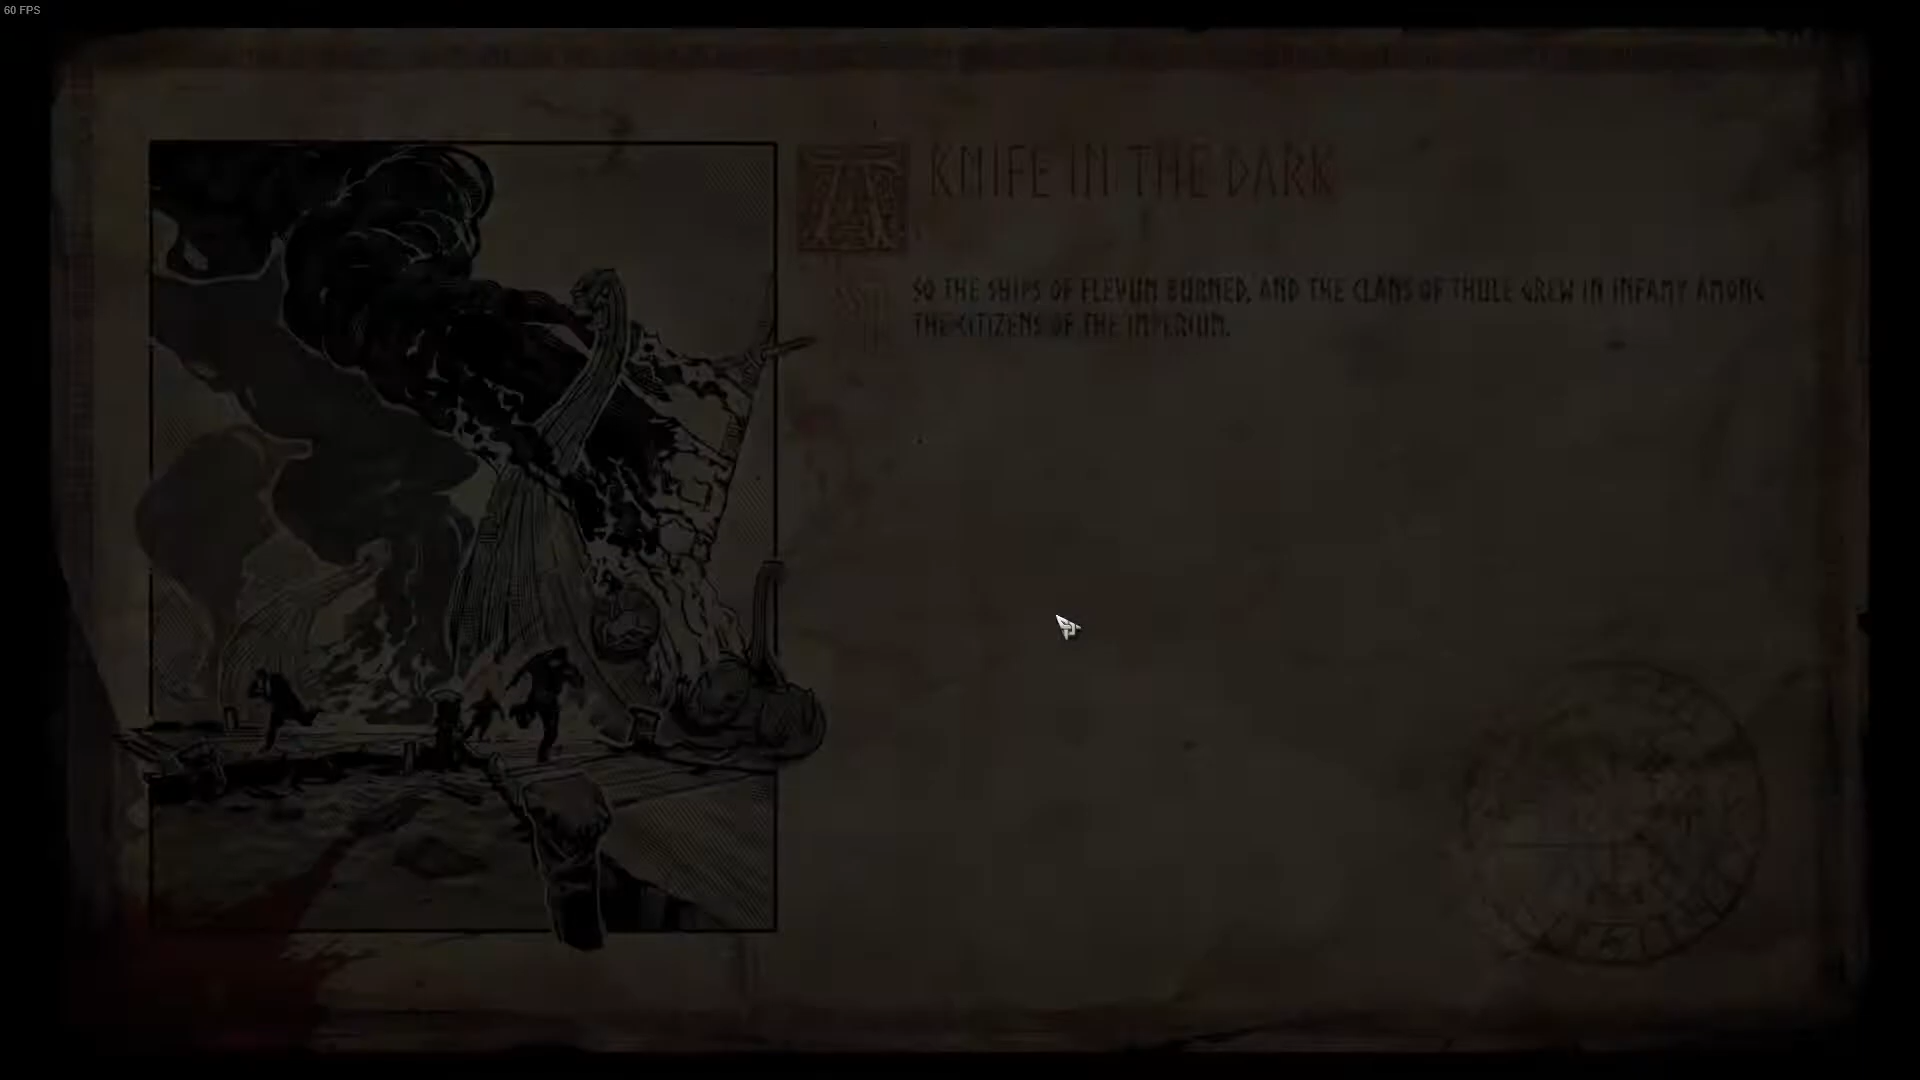 60 FPS
A KNIFE IN THE DARK
SO THE SHIPS OF FLEVUM BURNED, AND THE CLANS OF THULE GREW IN INFAMY AMONG
THE CITIZENS OF THE IMPERIUM.